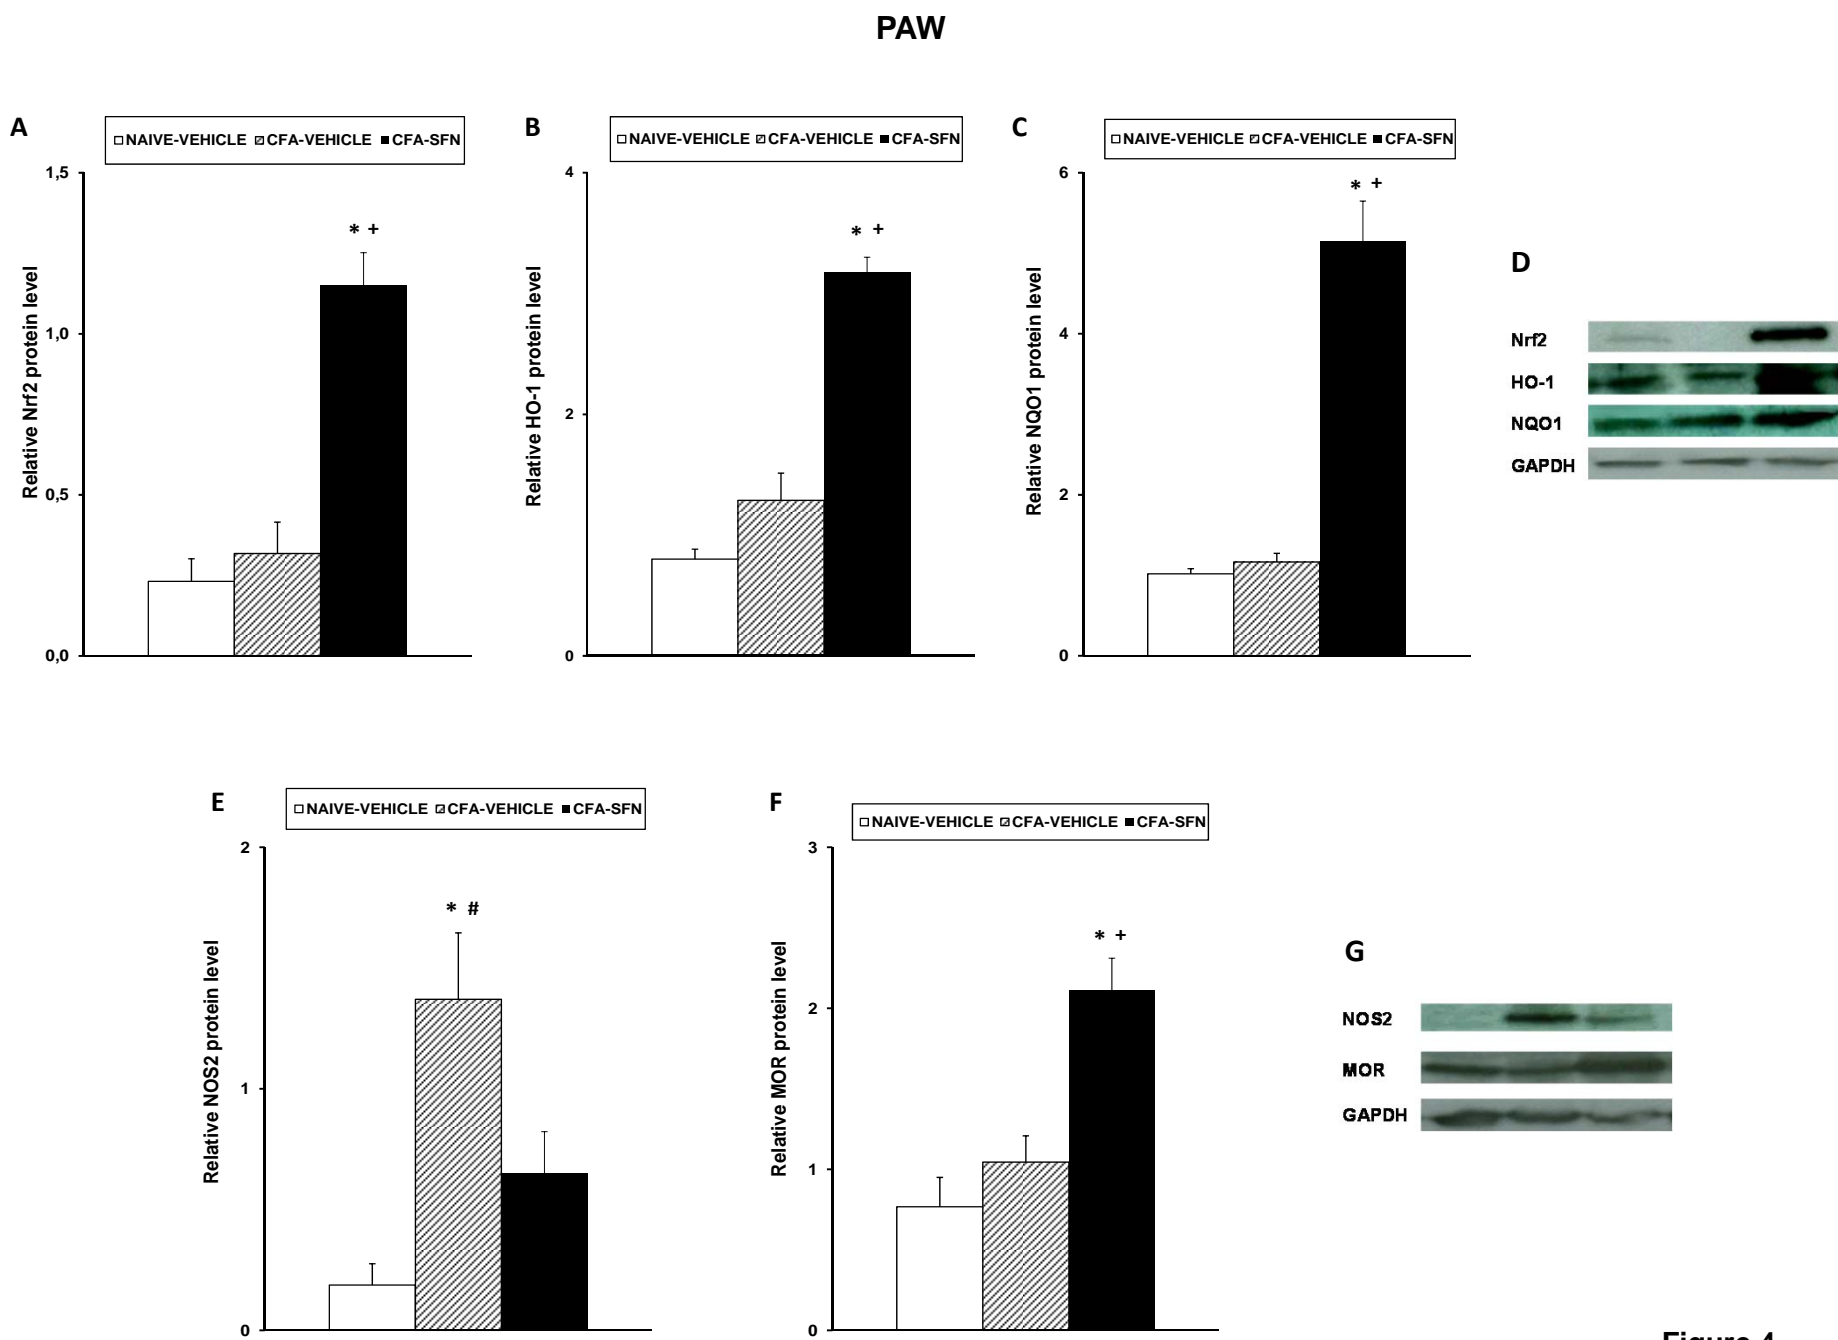 PAW
A
NAIVE-VEHICLE CFA-VEHICLE CFA-SFN
Relative Nrf2 protein level
1,5
1,0
0,5
0,0
* +
B
NAIVE-VEHICLE CFA-VEHICLE CFA-SFN
Relative HO-1 protein level
4
2
0
* +
C
NAIVE-VEHICLE CFA-VEHICLE CFA-SFN
Relative NQO1 protein level
6
4
2
0
* +
D
Nrf2
HO-1
NQO1
GAPDH
E
NAIVE-VEHICLE CFA-VEHICLE CFA-SFN
Relative NOS2 protein level
2
1
0
* #
F
NAIVE-VEHICLE CFA-VEHICLE CFA-SFN
Relative MOR protein level
3
2
1
0
* +
G
NOS2
MOR
GAPDH
Figure 4